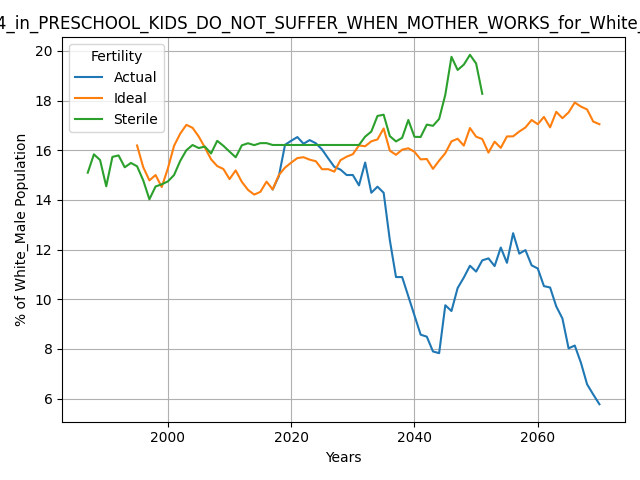 4_in_PRESCHOOL_KIDS_DO_NOT_SUFFER_WHEN_MOTHER_WORKS_for_White_
Fertility
Actual
Ideal
Sterile
% of White_Male Population
20
18
16
14
12
10
8
6
2000
2020
2040
2060
Years